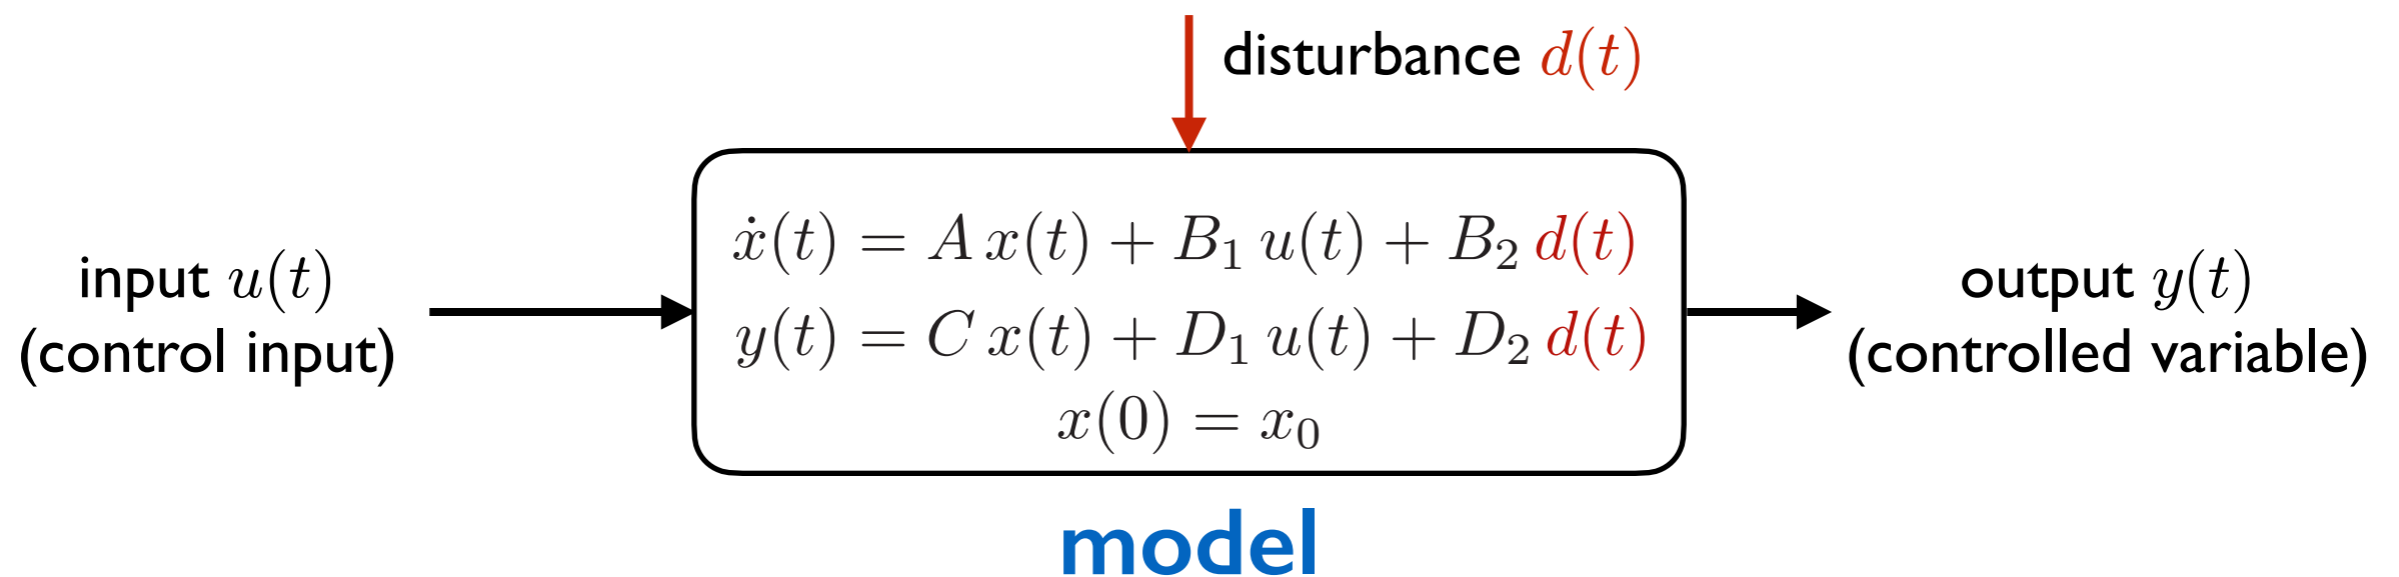 disturbance d(t)
input u(t)
(control input)
ẋ(t) = A x(t) + B₁ u(t) + B₂ d(t)
y(t) = C x(t) + D₁ u(t) + D₂ d(t)
x(0) = x₀
output y(t)
(controlled variable)
model